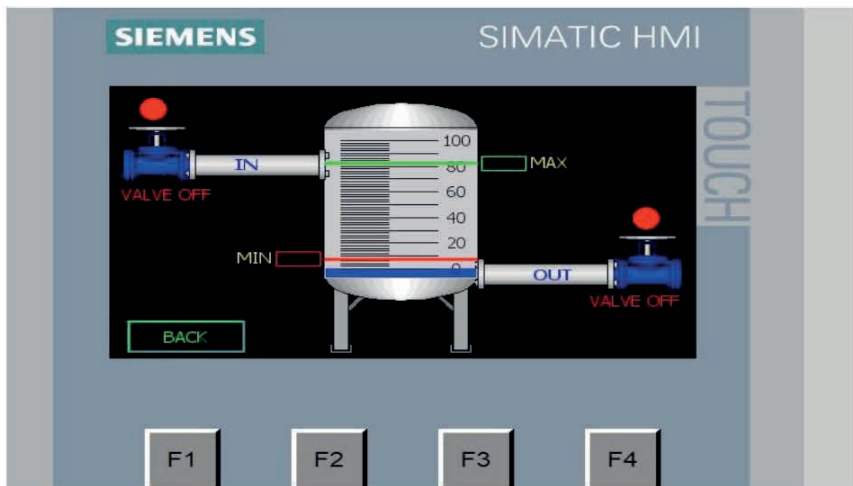 SIEMENS
SIMATIC HMI
TOUCH
IN
VALVE OFF
100
80
60
40
20
0
MAX
MIN
OUT
VALVE OFF
BACK
F1
F2
F3
F4